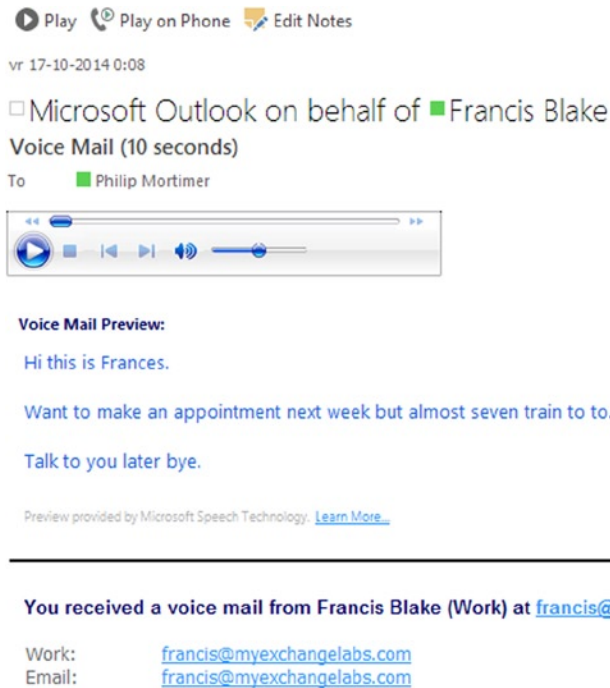 Play Play on Phone Edit Notes
vr 17-10-2014 0:08
Microsoft Outlook on behalf of Francis Blake
Voice Mail (10 seconds)
To Philip Mortimer
Voice Mail Preview:
Hi this is Frances.
Want to make an appointment next week but almost seven train to to.
Talk to you later bye.
Preview provided by Microsoft Speech Technology. Learn More...
You received a voice mail from Francis Blake (Work) at francis@
Work: francis@myexchangelabs.com
Email: francis@myexchangelabs.com